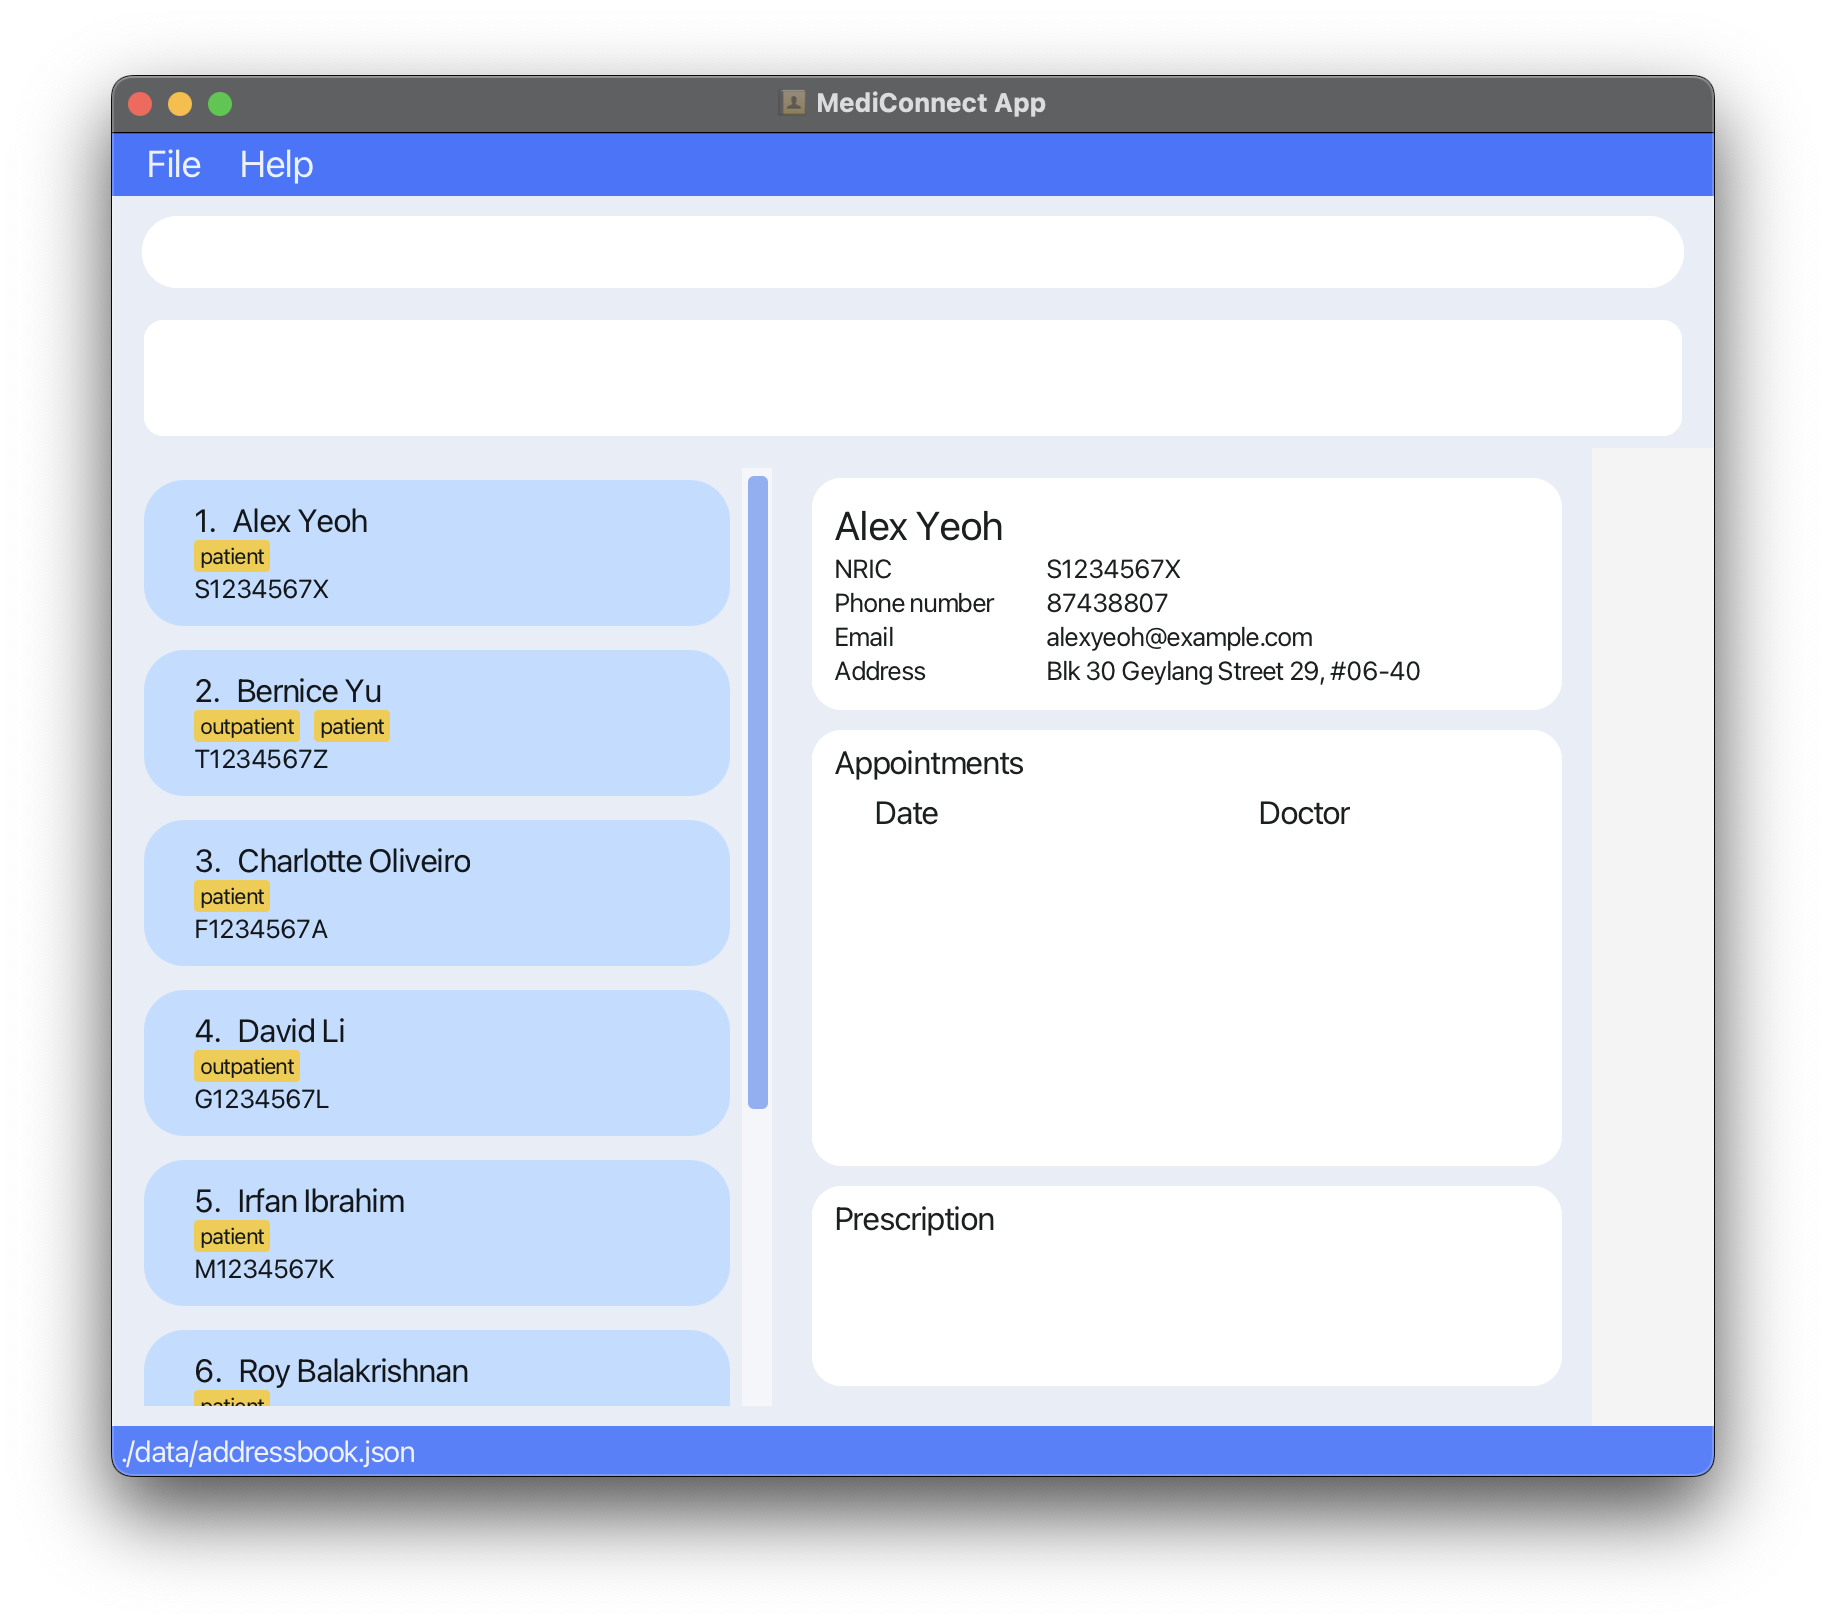 MediConnect App
File Help
1. Alex Yeoh
patient
S1234567X
2. Bernice Yu
outpatient patient
T1234567Z
3. Charlotte Oliveiro
patient
F1234567A
4. David Li
outpatient
G1234567L
5. Irfan Ibrahim
patient
M1234567K
6. Roy Balakrishnan
patient
Alex Yeoh
NRIC S1234567X
Phone number 87438807
Email alexyeoh@example.com
Address Blk 30 Geylang Street 29, #06-40
Appointments
Date Doctor
Prescription
./data/addressbook.json